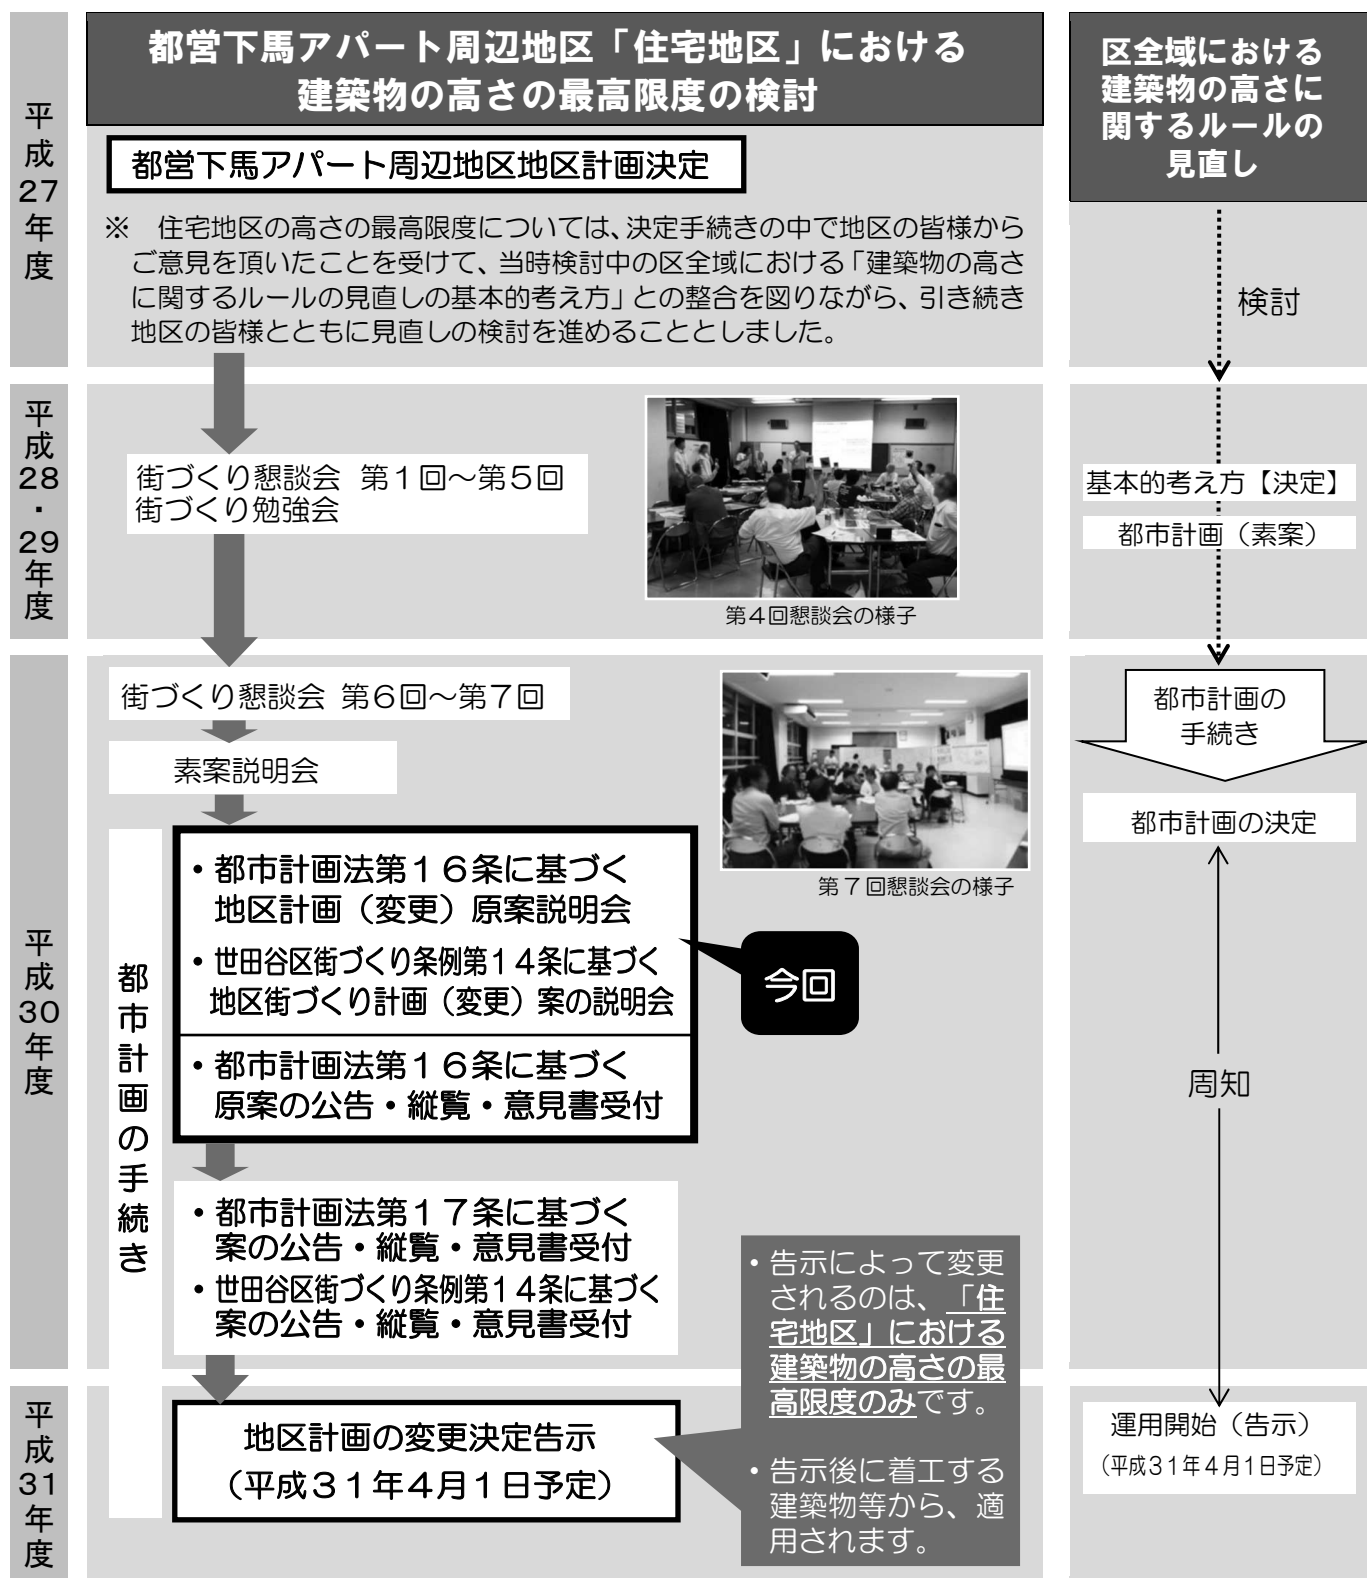 都営下馬アパート周辺地区「住宅地区」における
建築物の高さの最高限度の検討
平成27年度
都営下馬アパート周辺地区地区計画決定
※　住宅地区の高さの最高限度については、決定手続きの中で地区の皆様から
ご意見を頂いたことを受けて、当時検討中の区全域における「建築物の高さ
に関するルールの見直しの基本的考え方」との整合を図りながら、引き続き
地区の皆様とともに見直しの検討を進めることとしました。
平成28・29年度
街づくり懇談会 第１回～第５回
街づくり勉強会
第４回懇談会の様子
平成30年度
街づくり懇談会 第６回～第７回
素案説明会
第７回懇談会の様子
都市計画の手続き
・都市計画法第１６条に基づく
地区計画（変更）原案説明会
・世田谷区街づくり条例第１４条に基づく
地区街づくり計画（変更）案の説明会
今回
・都市計画法第１６条に基づく
原案の公告・縦覧・意見書受付
・都市計画法第１７条に基づく
案の公告・縦覧・意見書受付
・世田谷区街づくり条例第１４条に基づく
案の公告・縦覧・意見書受付
平成31年度
地区計画の変更決定告示
（平成３１年４月１日予定）
・告示によって変更
されるのは、「住
宅地区」における
建築物の高さの最
高限度のみです。
・告示後に着工する
建築物等から、適
用されます。
区全域における
建築物の高さに
関するルールの
見直し
検討
基本的考え方【決定】
都市計画（素案）
都市計画の
手続き
都市計画の決定
周知
運用開始（告示）
（平成３１年４月１日予定）